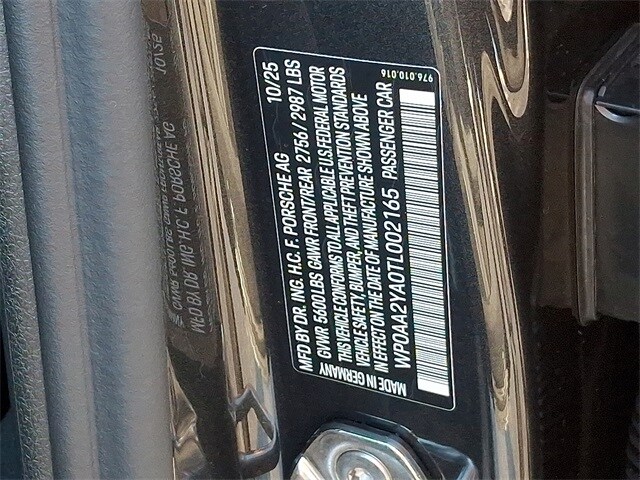 MFD BY DR. ING. H.C. F. PORSCHE AG 10/25
GVWR 5600 LBS GAWR FRONT/REAR 2756 / 2987 LBS
THIS VEHICLE CONFORMS TO ALL APPLICABLE U.S. FEDERAL MOTOR
VEHICLE SAFETY, BUMPER, AND THEFT PREVENTION STANDARDS
IN EFFECT ON THE DATE OF MANUFACTURE SHOWN ABOVE
WP0AA2YA0TL002165 PASSENGER CAR
MADE IN GERMANY
976.010.016